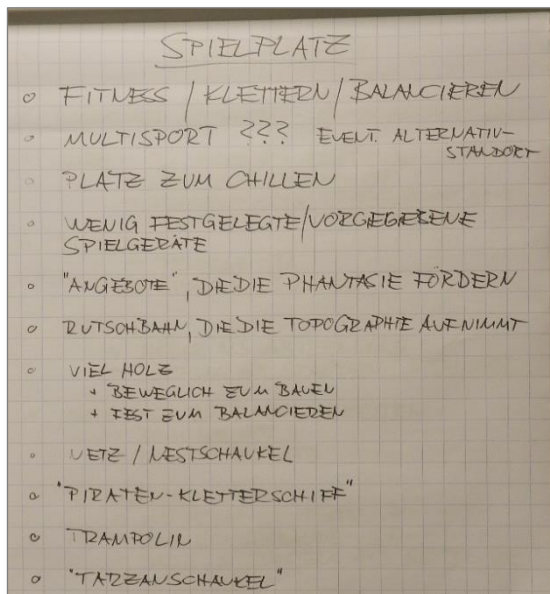 SPIELPLATZ
o FITNESS / KLETTERN / BALANCIEREN
o MULTISPORT ??? EVENT. ALTERNATIV-
STANDORT
o PLATZ ZUM CHILLEN
o WENIG FESTGELEGTE/VORGEGEBENE
SPIELGERÄTE
o "ANGEBOTE", DIE DIE PHANTASIE FÖRDERN
o RUTSCHBAHN, DIE DIE TOPOGRAPHIE AUFNIMMT
o VIEL HOLZ
+ BEWEGLICH ZUM BAUEN
+ FEST ZUM BALANCIEREN
o NETZ / NESTSCHAUKEL
o "PIRATEN-KLETTERSCHIFF"
o TRAMPOLIN
o "TARZANSCHAUKEL"